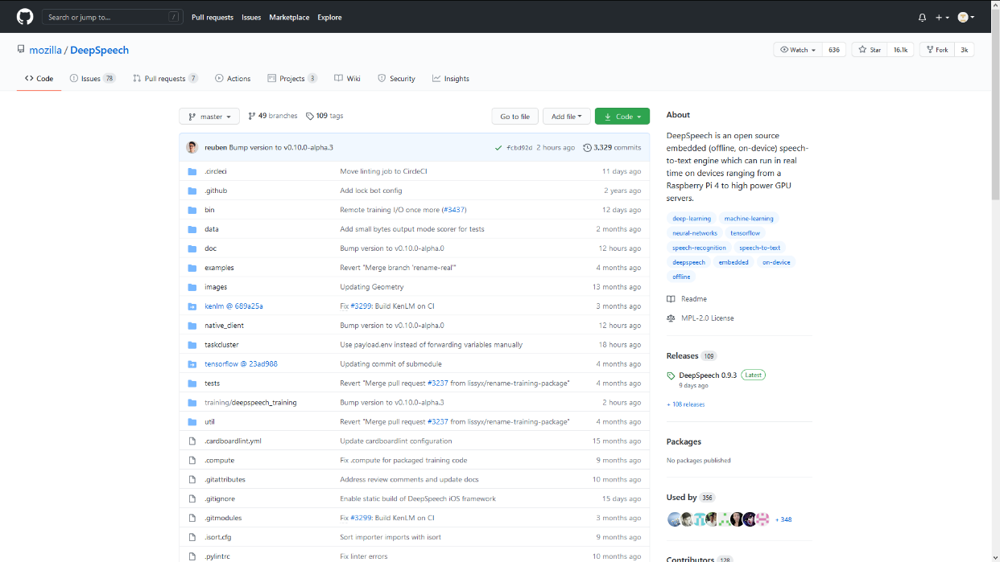 Search or jump to... / Pull requests Issues Marketplace Explore
mozilla / DeepSpeech Watch 636 Star 16.1k Fork 3k
Code Issues 78 Pull requests 7 Actions Projects 3 Wiki Security Insights
master 49 branches 109 tags Go to file Add file Code
reuben Bump version to v0.10.0-alpha.3 fcbd92d 2 hours ago 3,329 commits
.circleci Move linting job to CircleCI 11 days ago
.github Add lock bot config 2 years ago
bin Remote training I/O once more (#3437) 12 days ago
data Add small bytes output mode scorer for tests 2 months ago
doc Bump version to v0.10.0-alpha.0 12 hours ago
examples Revert "Merge branch 'rename-real'" 4 months ago
images Updating Geometry 13 months ago
kenlm @ 689a25a Fix #3299: Build KenLM on CI 3 months ago
native_client Bump version to v0.10.0-alpha.0 12 hours ago
taskcluster Use payload.env instead of forwarding variables manually 18 hours ago
tensorflow @ 23ad988 Updating commit of submodule 4 months ago
tests Revert "Merge pull request #3237 from lissyx/rename-training-package" 4 months ago
training/deepspeech_training Bump version to v0.10.0-alpha.3 2 hours ago
util Revert "Merge pull request #3237 from lissyx/rename-training-package" 4 months ago
.cardboardlint.yml Update cardboardlint configuration 15 months ago
.compute Fix .compute for packaged training code 9 months ago
.gitattributes Address review comments and update docs 10 months ago
.gitignore Enable static build of DeepSpeech iOS framework 15 days ago
.gitmodules Fix #3299: Build KenLM on CI 3 months ago
.isort.cfg Sort importer imports with isort 9 months ago
.pylintrc Fix linter errors 10 months ago
About
DeepSpeech is an open source
embedded (offline, on-device) speech-
to-text engine which can run in real
time on devices ranging from a
Raspberry Pi 4 to high power GPU
servers.
deep-learning machine-learning
neural-networks tensorflow
speech-recognition speech-to-text
deepspeech embedded on-device
offline
Readme
MPL-2.0 License
Releases 109
DeepSpeech 0.9.3 Latest
9 days ago
+ 108 releases
Packages
No packages published
Used by 356
+ 348
Contributors 128